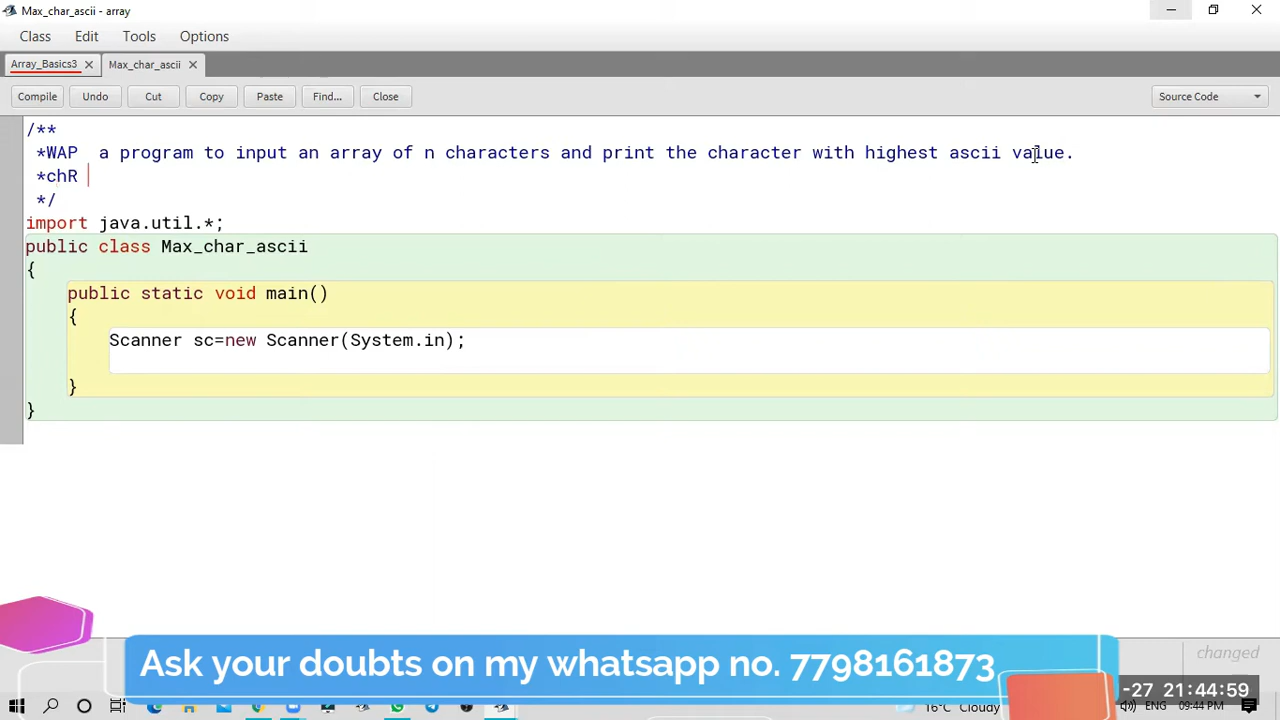 Max_char_ascii - array
Class Edit Tools Options
Array_Basics3 Max_char_ascii
Compile Undo Cut Copy Paste Find... Close Source Code
/**
*WAP  a program to input an array of n characters and print the character with highest ascii value.
*chR
*/
import java.util.*;
public class Max_char_ascii
{
public static void main()
{
Scanner sc=new Scanner(System.in);
}
}
changed
Ask your doubts on my whatsapp no. 7798161873
-27 21:44:59
16°C Cloudy ENG 09:44 PM